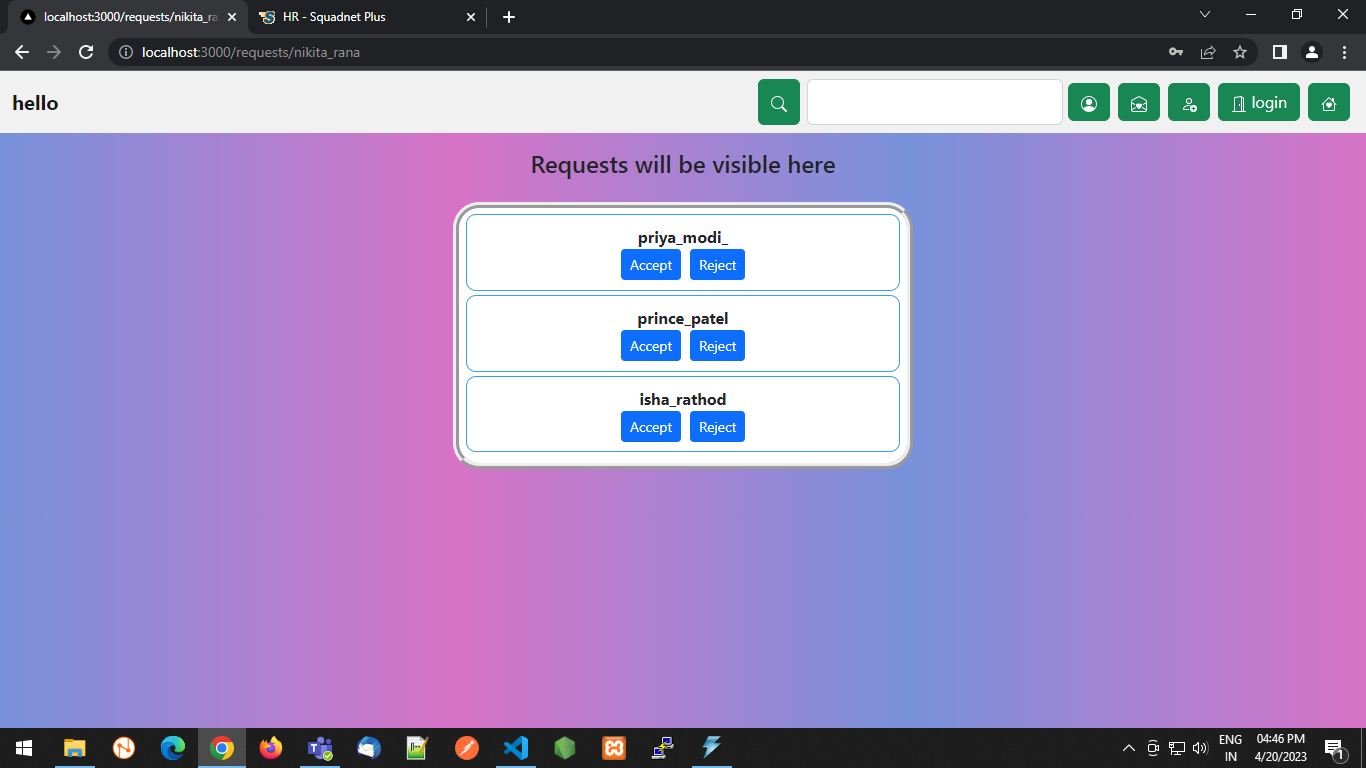 localhost:3000/requests/nikita_ra
HR - Squadnet Plus
localhost:3000/requests/nikita_rana
hello
login
Requests will be visible here
priya_modi_
Accept Reject
prince_patel
Accept Reject
isha_rathod
Accept Reject
ENG 04:46 PM
IN 4/20/2023
1